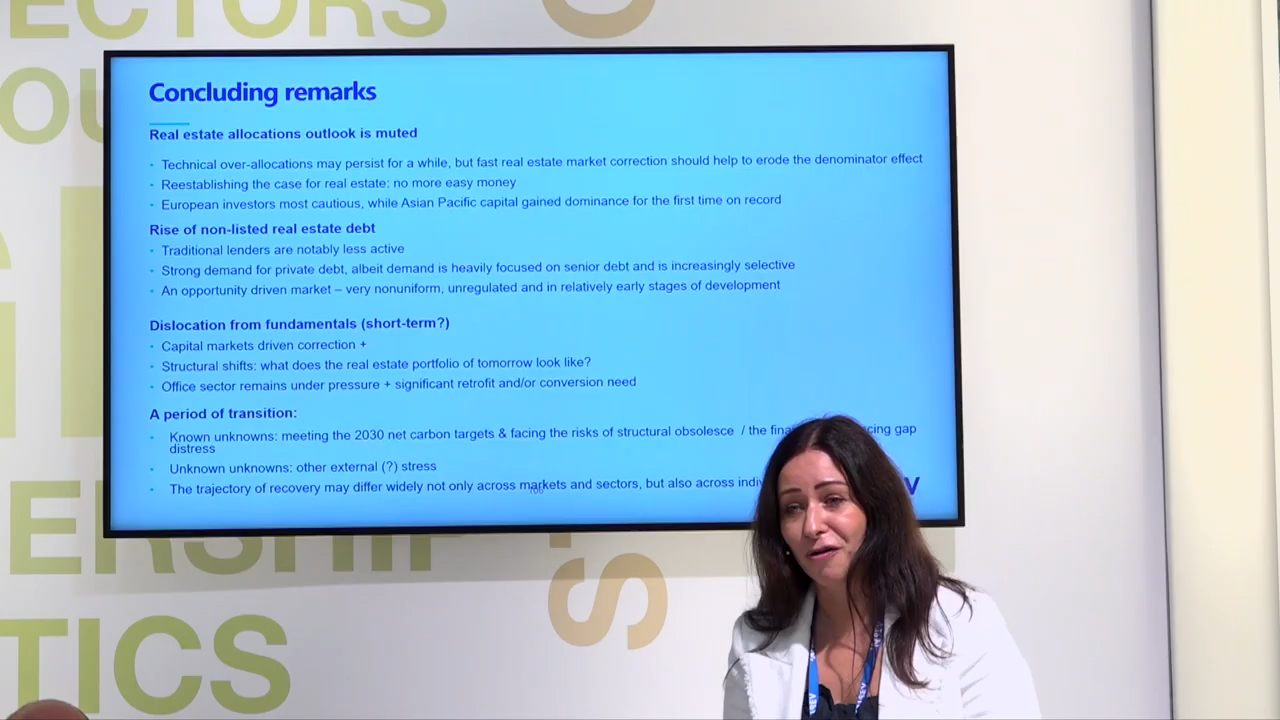 ECTORS
OU
Concluding remarks
Real estate allocations outlook is muted
• Technical over-allocations may persist for a while, but fast real estate market correction should help to erode the denominator effect
• Reestablishing the case for real estate: no more easy money
• European investors most cautious, while Asian Pacific capital gained dominance for the first time on record
Rise of non-listed real estate debt
• Traditional lenders are notably less active
• Strong demand for private debt, albeit demand is heavily focused on senior debt and is increasingly selective
• An opportunity driven market – very nonuniform, unregulated and in relatively early stages of development
Dislocation from fundamentals (short-term?)
• Capital markets driven correction +
• Structural shifts: what does the real estate portfolio of tomorrow look like?
• Office sector remains under pressure + significant retrofit and/or conversion need
A period of transition:
• Known unknowns: meeting the 2030 net carbon targets & facing the risks of structural obsolesce / the gap
distress
• Unknown unknowns: other external (?) stress
• The trajectory of recovery may differ widely not only across markets and sectors, but also across
V
ERSHIP
S
TICS